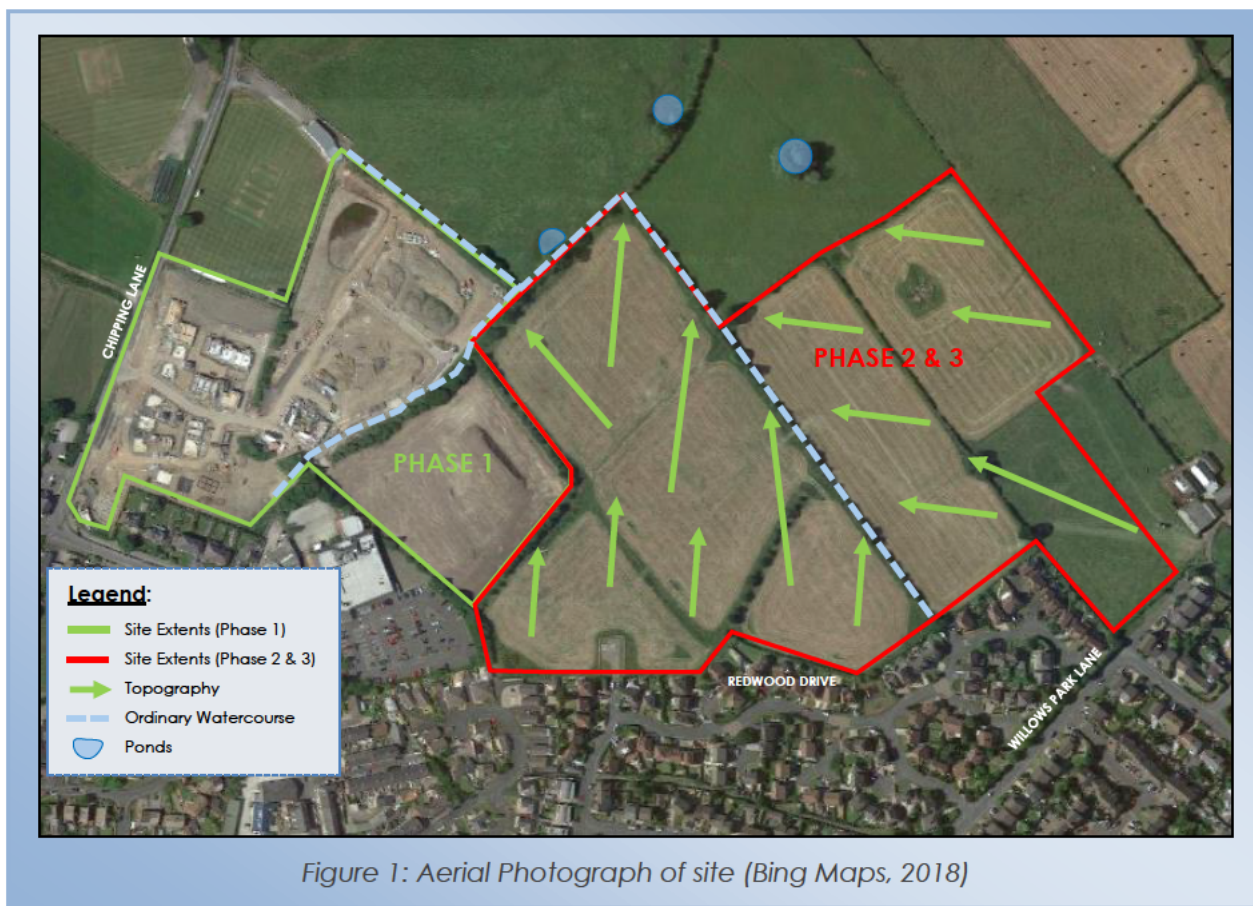 CHIPPING LANE
PHASE 2 & 3
PHASE 1
Legend:
Site Extents (Phase 1)
Site Extents (Phase 2 & 3)
Topography
Ordinary Watercourse
Ponds
REDWOOD DRIVE
WILLOWS PARK LANE
Figure 1: Aerial Photograph of site (Bing Maps, 2018)